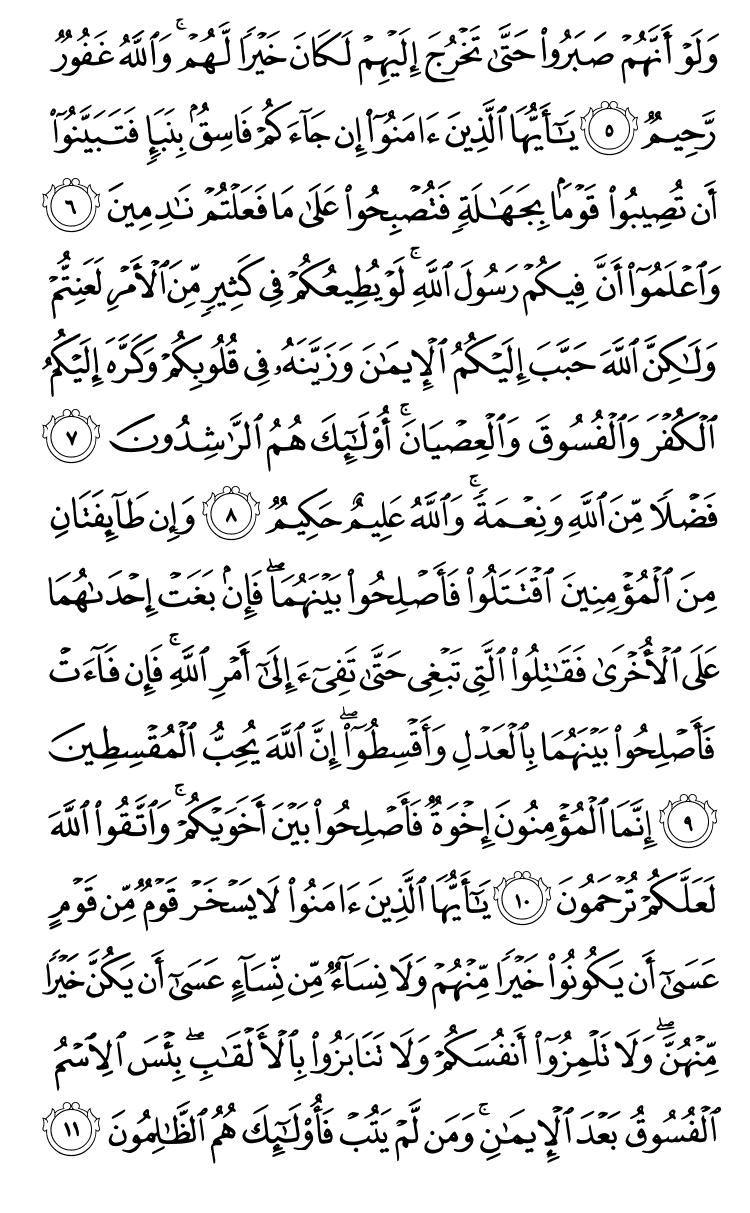 وَلَوْ أَنَّهُمْ صَبَرُوا۟ حَتَّىٰ تَخْرُجَ إِلَيْهِمْ لَكَانَ خَيْرًا لَّهُمْ ۚ وَٱللَّهُ غَفُورٌ
رَّحِيمٌ ٥ يَـٰٓأَيُّهَا ٱلَّذِينَ ءَامَنُوٓا۟ إِن جَآءَكُمْ فَاسِقٌۢ بِنَبَإٍ فَتَبَيَّنُوٓا۟
أَن تُصِيبُوا۟ قَوْمًۢا بِجَهَـٰلَةٍ فَتُصْبِحُوا۟ عَلَىٰ مَا فَعَلْتُمْ نَـٰدِمِينَ ٦
وَٱعْلَمُوٓا۟ أَنَّ فِيكُمْ رَسُولَ ٱللَّهِ ۚ لَوْ يُطِيعُكُمْ فِى كَثِيرٍ مِّنَ ٱلْأَمْرِ لَعَنِتُّمْ
وَلَـٰكِنَّ ٱللَّهَ حَبَّبَ إِلَيْكُمُ ٱلْإِيمَـٰنَ وَزَيَّنَهُۥ فِى قُلُوبِكُمْ وَكَرَّهَ إِلَيْكُمُ
ٱلْكُفْرَ وَٱلْفُسُوقَ وَٱلْعِصْيَانَ ۚ أُو۟لَـٰٓئِكَ هُمُ ٱلرَّٰشِدُونَ ٧
فَضْلًا مِّنَ ٱللَّهِ وَنِعْمَةً ۚ وَٱللَّهُ عَلِيمٌ حَكِيمٌ ٨ وَإِن طَآئِفَتَانِ
مِنَ ٱلْمُؤْمِنِينَ ٱقْتَتَلُوا۟ فَأَصْلِحُوا۟ بَيْنَهُمَا ۖ فَإِنۢ بَغَتْ إِحْدَىٰهُمَا
عَلَى ٱلْأُخْرَىٰ فَقَـٰتِلُوا۟ ٱلَّتِى تَبْغِى حَتَّىٰ تَفِىٓءَ إِلَىٰٓ أَمْرِ ٱللَّهِ ۚ فَإِن فَآءَتْ
فَأَصْلِحُوا۟ بَيْنَهُمَا بِٱلْعَدْلِ وَأَقْسِطُوٓا۟ ۖ إِنَّ ٱللَّهَ يُحِبُّ ٱلْمُقْسِطِينَ
٩ إِنَّمَا ٱلْمُؤْمِنُونَ إِخْوَةٌ فَأَصْلِحُوا۟ بَيْنَ أَخَوَيْكُمْ ۚ وَٱتَّقُوا۟ ٱللَّهَ
لَعَلَّكُمْ تُرْحَمُونَ ١٠ يَـٰٓأَيُّهَا ٱلَّذِينَ ءَامَنُوا۟ لَا يَسْخَرْ قَوْمٌ مِّن قَوْمٍ
عَسَىٰٓ أَن يَكُونُوا۟ خَيْرًا مِّنْهُمْ وَلَا نِسَآءٌ مِّن نِّسَآءٍ عَسَىٰٓ أَن يَكُنَّ خَيْرًا
مِّنْهُنَّ ۖ وَلَا تَلْمِزُوٓا۟ أَنفُسَكُمْ وَلَا تَنَابَزُوا۟ بِٱلْأَلْقَـٰبِ ۖ بِئْسَ ٱلِٱسْمُ
ٱلْفُسُوقُ بَعْدَ ٱلْإِيمَـٰنِ ۚ وَمَن لَّمْ يَتُبْ فَأُو۟لَـٰٓئِكَ هُمُ ٱلظَّـٰلِمُونَ ١١